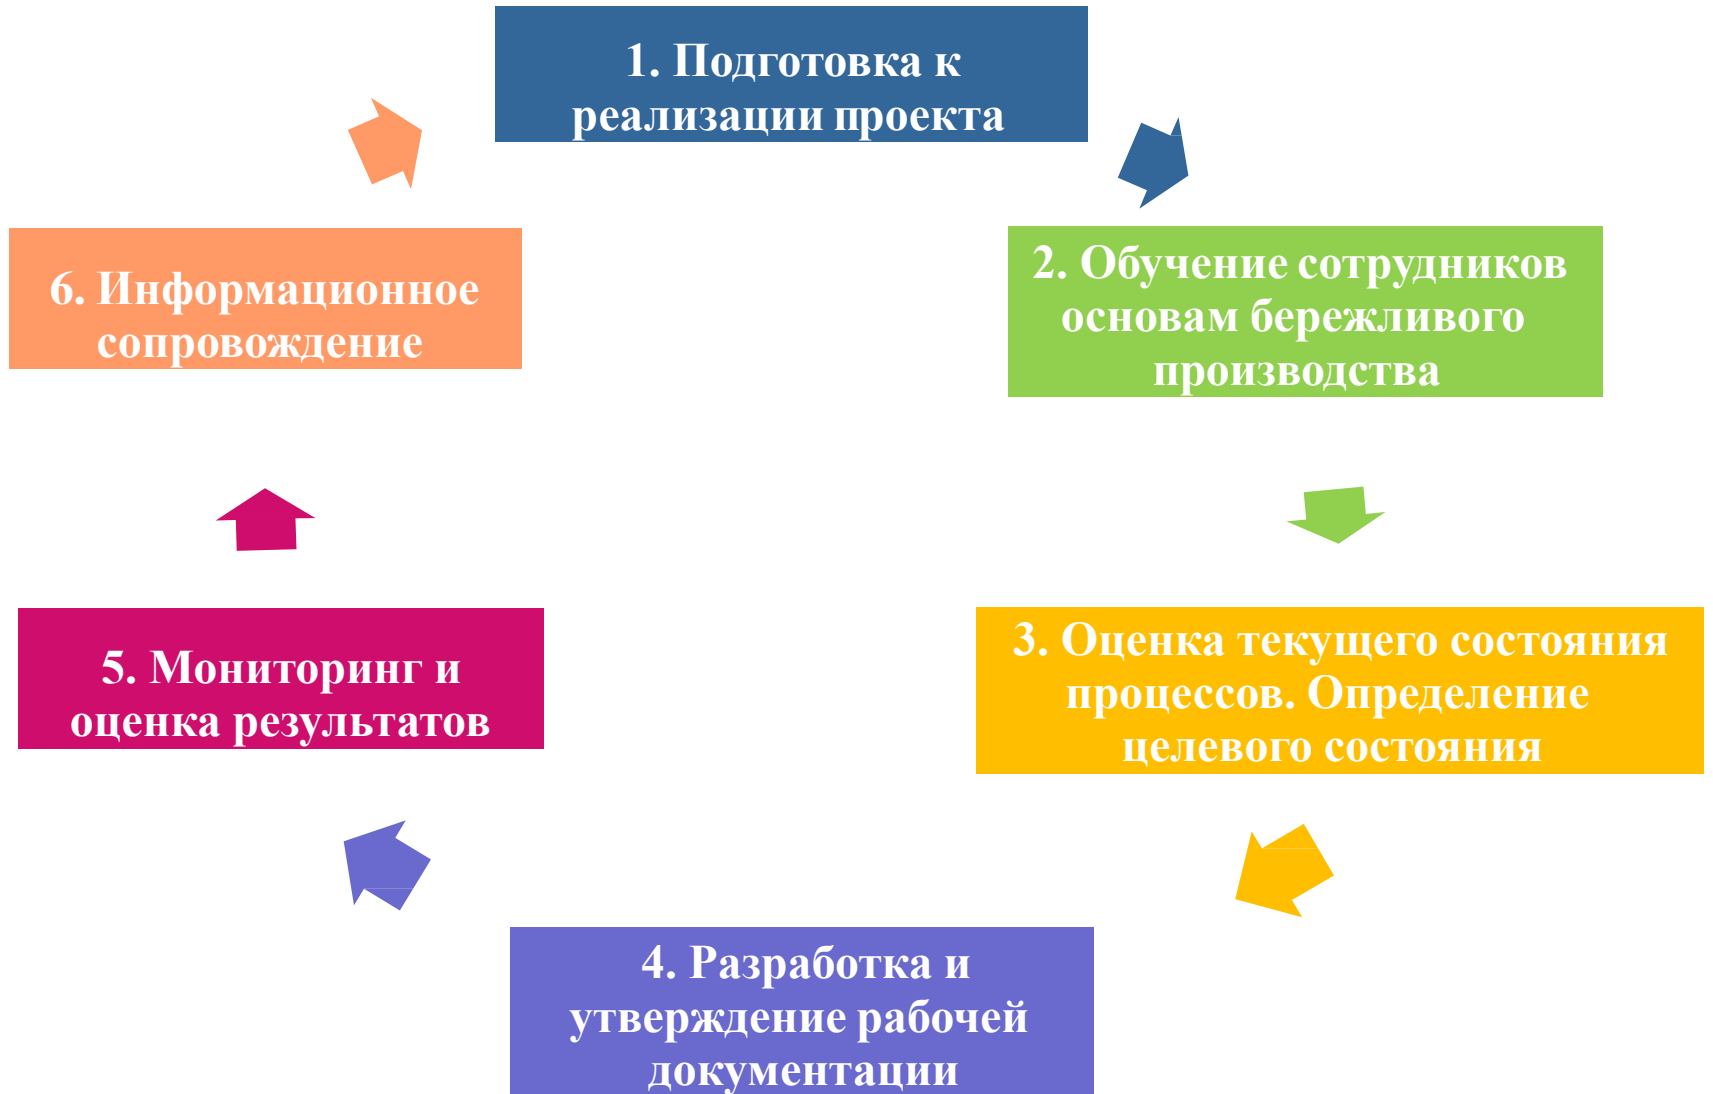 1. Подготовка к
реализации проекта
2. Обучение сотрудников
основам бережливого
производства
3. Оценка текущего состояния
процессов. Определение
целевого состояния
4. Разработка и
утверждение рабочей
документации
5. Мониторинг и
оценка результатов
6. Информационное
сопровождение